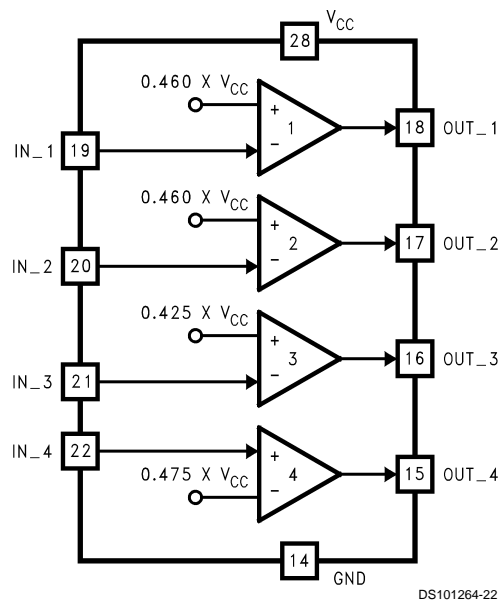 V_CC
28
0.460 X V_CC
+
1
−
IN_1
19
18
OUT_1
0.460 X V_CC
+
2
−
IN_2
20
17
OUT_2
0.425 X V_CC
+
3
−
IN_3
21
16
OUT_3
IN_4
22
+
4
−
0.475 X V_CC
15
OUT_4
14
GND
DS101264-22